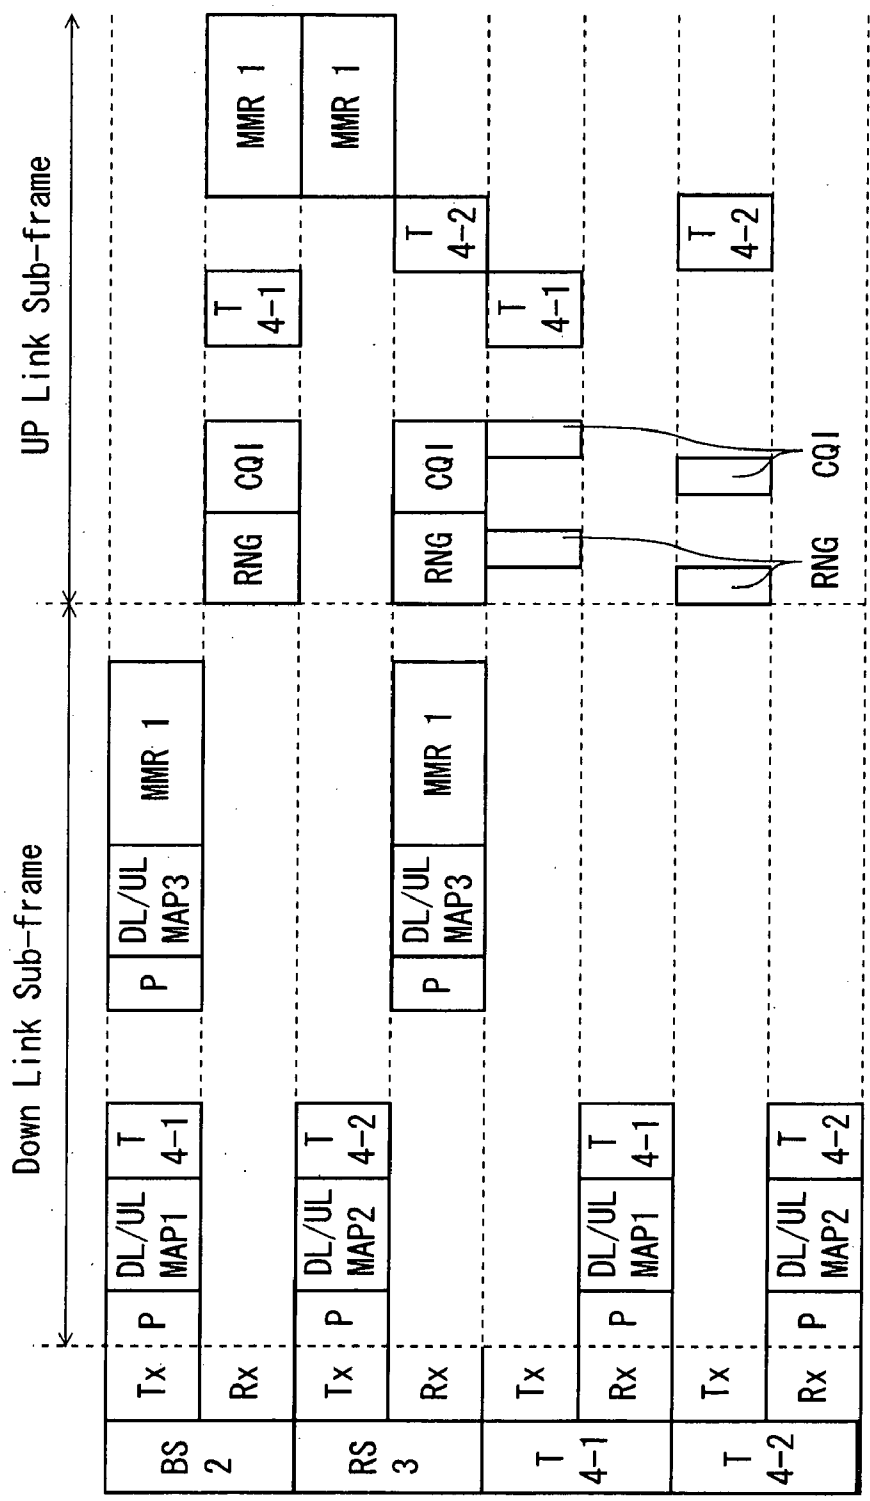 Down Link Sub-frame
UP Link Sub-frame
BS
2
Tx
P
DL/UL
MAP1
T
4-1
P
DL/UL
MAP3
MMR 1
Rx
RNG
CQI
T
4-1
MMR 1
RS
3
Tx
P
DL/UL
MAP2
T
4-2
MMR 1
Rx
P
DL/UL
MAP3
MMR 1
RNG
CQI
T
4-2
T
4-1
Tx
T
4-1
Rx
P
DL/UL
MAP1
T
4-1
T
4-2
Tx
T
4-2
Rx
P
DL/UL
MAP2
T
4-2
RNG
CQI